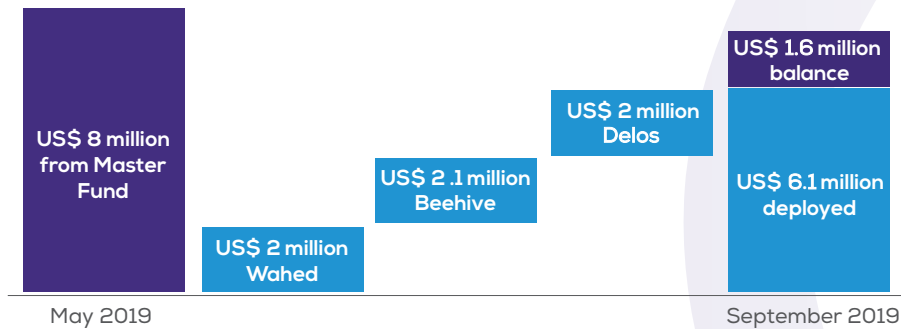 US$ 8 million
from Master
Fund
US$ 2 million
Wahed
US$ 2 .1 million
Beehive
US$ 2 million
Delos
US$ 1.6 million
balance
US$ 6.1 million
deployed
May 2019
September 2019